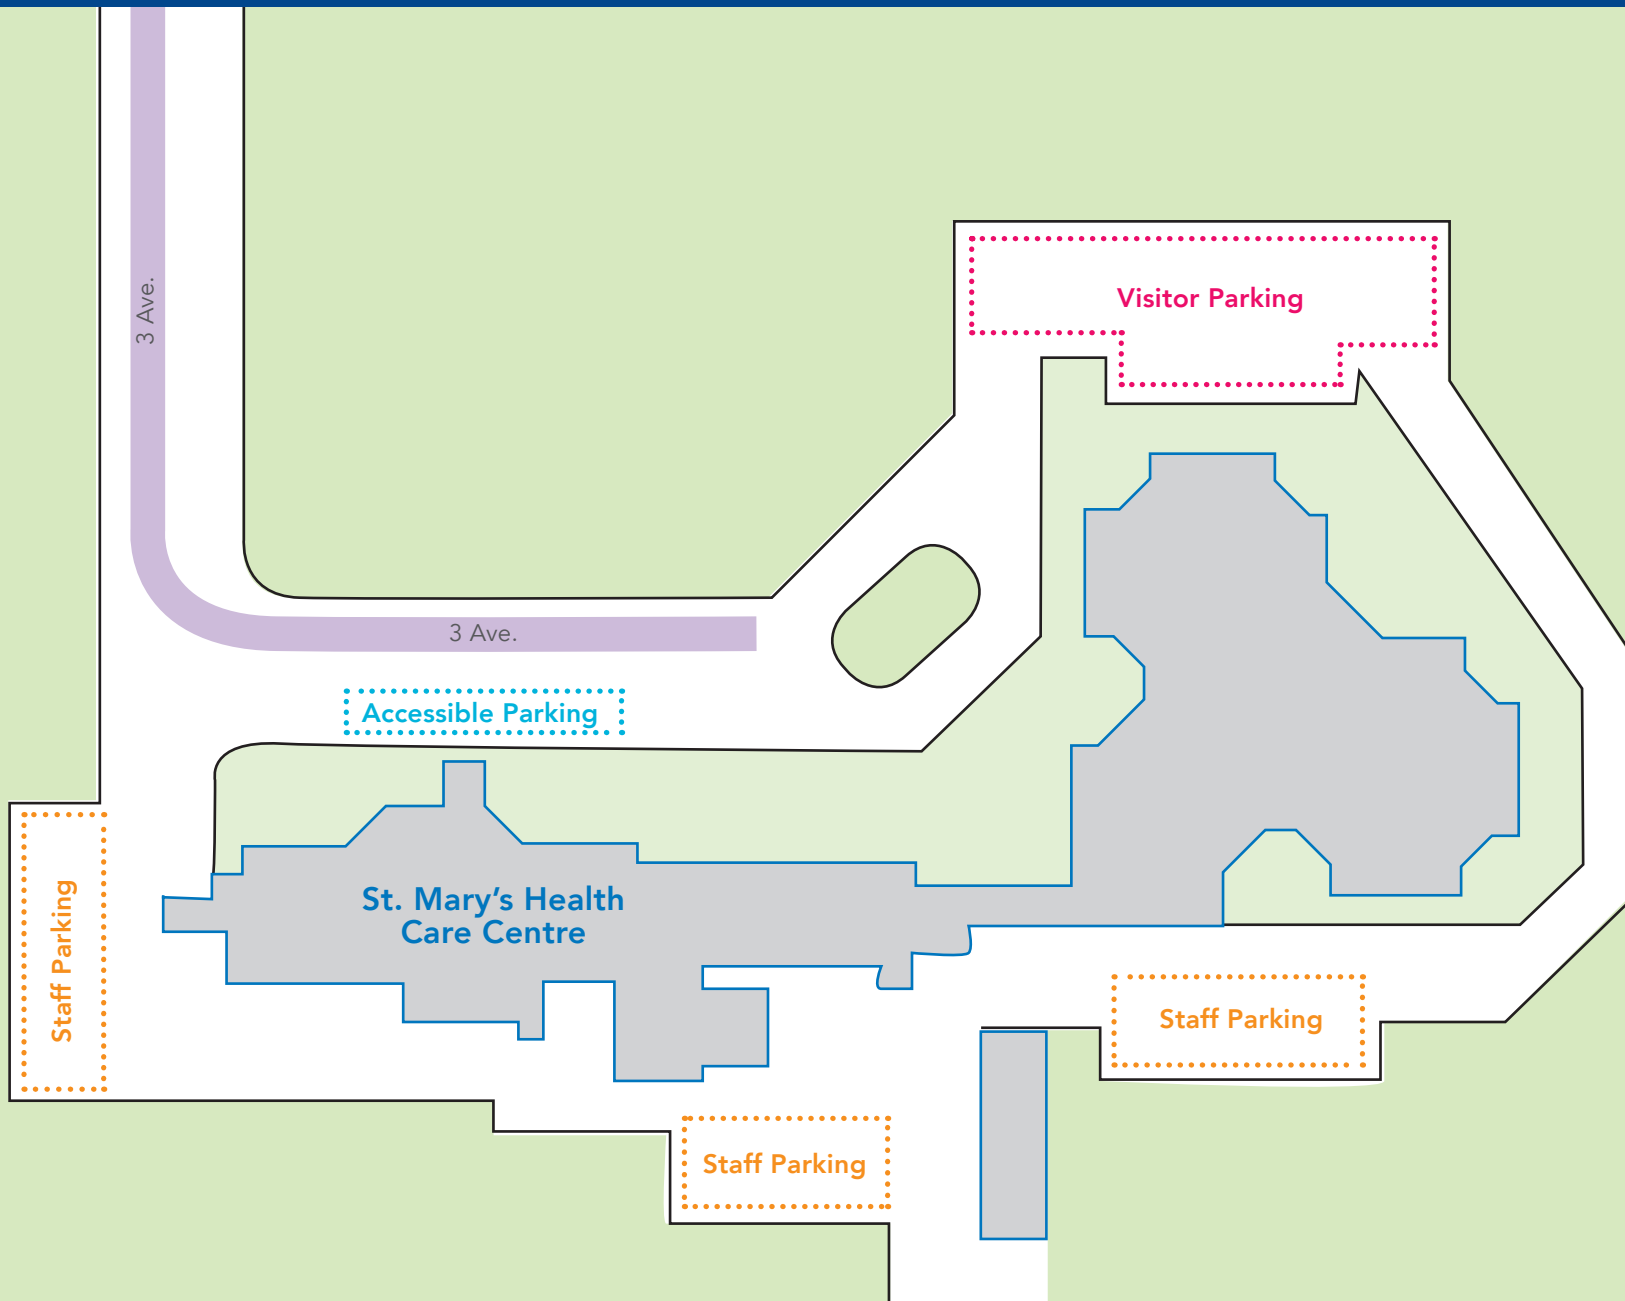 3 Ave.
Visitor Parking
3 Ave.
Accessible Parking
St. Mary’s Health
Care Centre
Staff Parking
Staff Parking
Staff Parking